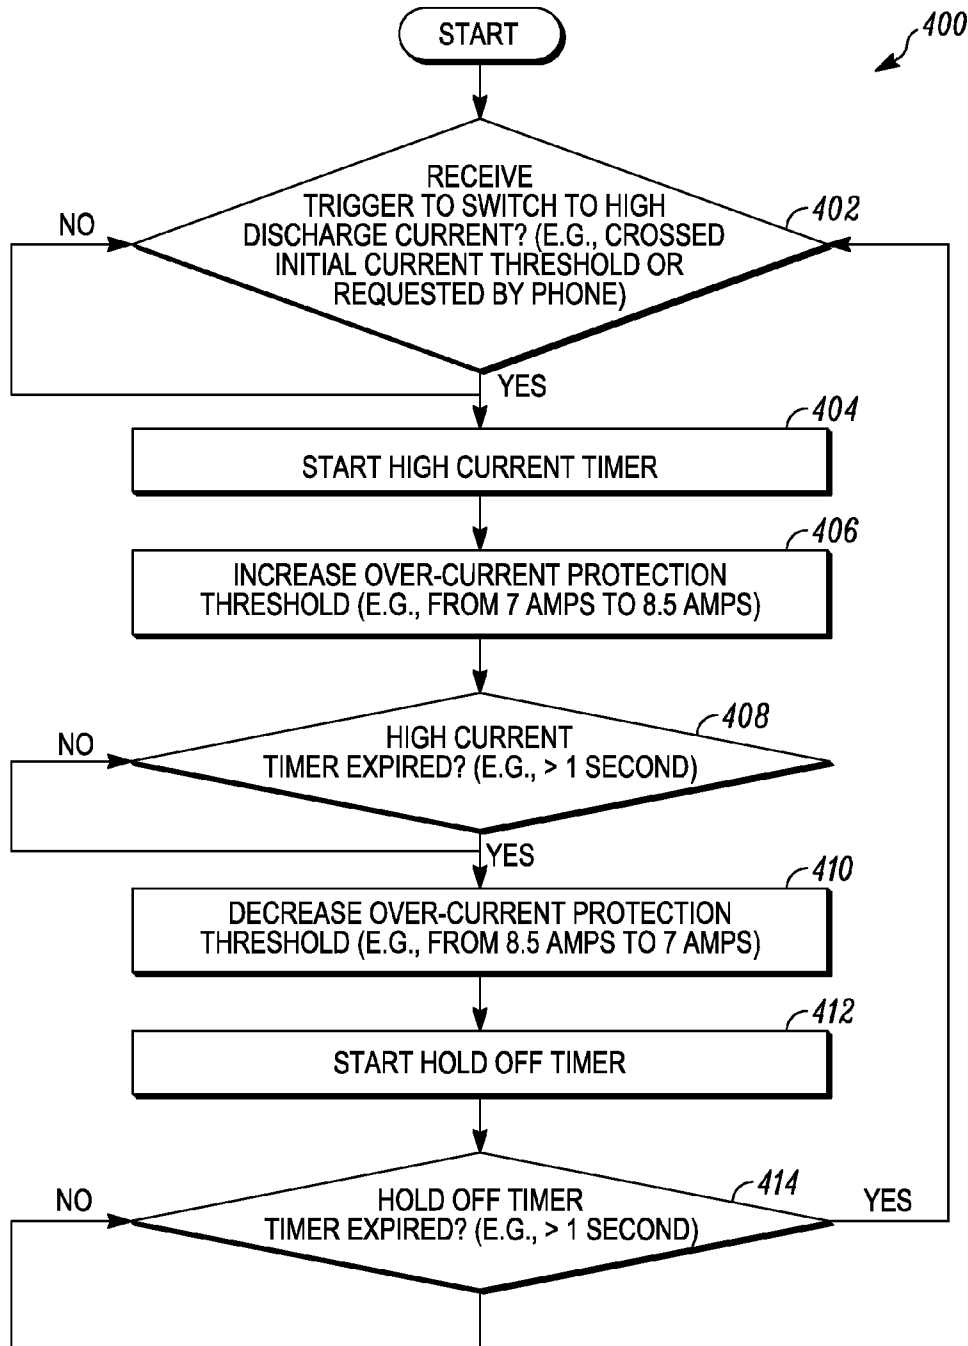 START
400
RECEIVE
TRIGGER TO SWITCH TO HIGH
DISCHARGE CURRENT? (E.G., CROSSED
INITIAL CURRENT THRESHOLD OR
REQUESTED BY PHONE)
402
NO
YES
404
START HIGH CURRENT TIMER
406
INCREASE OVER-CURRENT PROTECTION
THRESHOLD (E.G., FROM 7 AMPS TO 8.5 AMPS)
408
HIGH CURRENT
TIMER EXPIRED? (E.G., > 1 SECOND)
NO
YES
410
DECREASE OVER-CURRENT PROTECTION
THRESHOLD (E.G., FROM 8.5 AMPS TO 7 AMPS)
412
START HOLD OFF TIMER
414
HOLD OFF TIMER
TIMER EXPIRED? (E.G., > 1 SECOND)
NO
YES